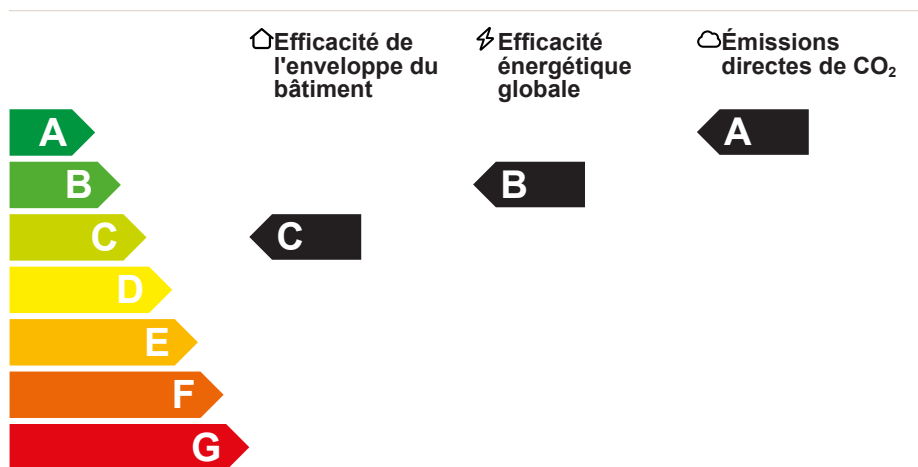 Efficacité de
l'enveloppe du
bâtiment
Efficacité
énergétique
globale
Émissions
directes de CO₂
A
A
B
B
C
C
D
E
F
G